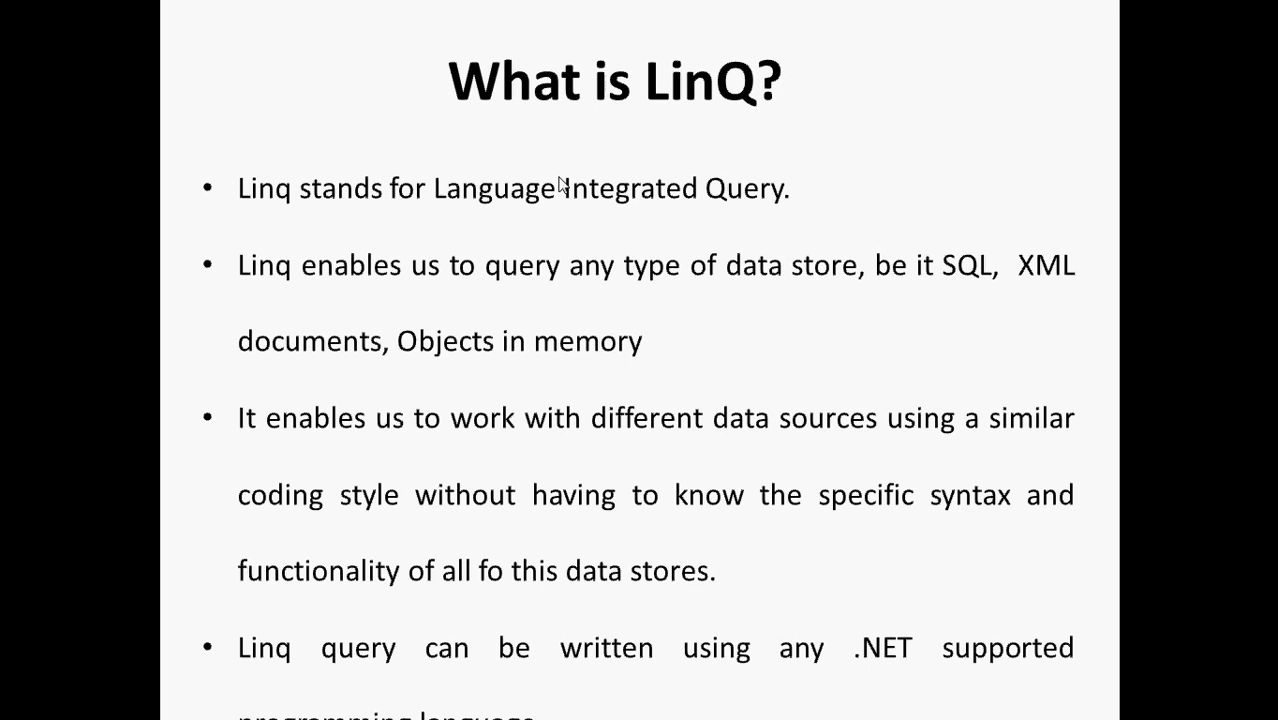 What is LinQ?
• Linq stands for Language Integrated Query.
• Linq enables us to query any type of data store, be it SQL, XML
documents, Objects in memory
• It enables us to work with different data sources using a similar
coding style without having to know the specific syntax and
functionality of all fo this data stores.
• Linq query can be written using any .NET supported
programming language